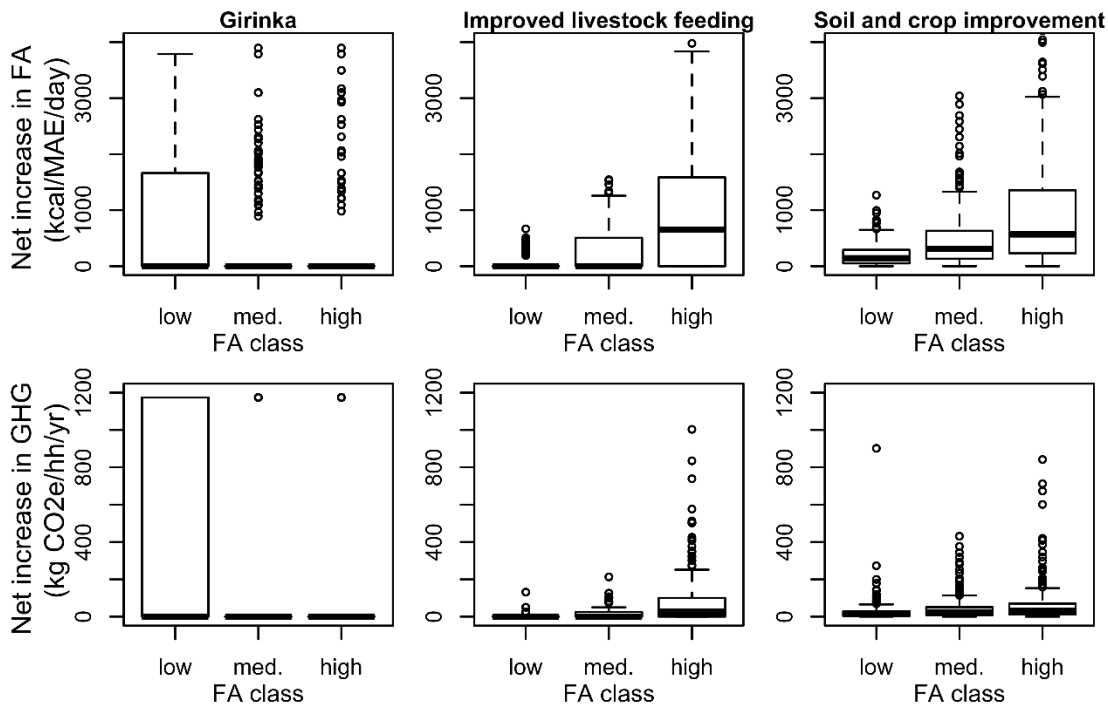 Girinka
Improved livestock feeding
Soil and crop improvement
Net increase in FA
(kcal/MAE/day)
3000
1000
0
low med. high
FA class
3000
1000
0
low med. high
FA class
3000
1000
0
low med. high
FA class
Net increase in GHG
(kg CO2e/hh/yr)
1200
800
400
0
low med. high
FA class
1200
800
400
0
low med. high
FA class
1200
800
400
0
low med. high
FA class